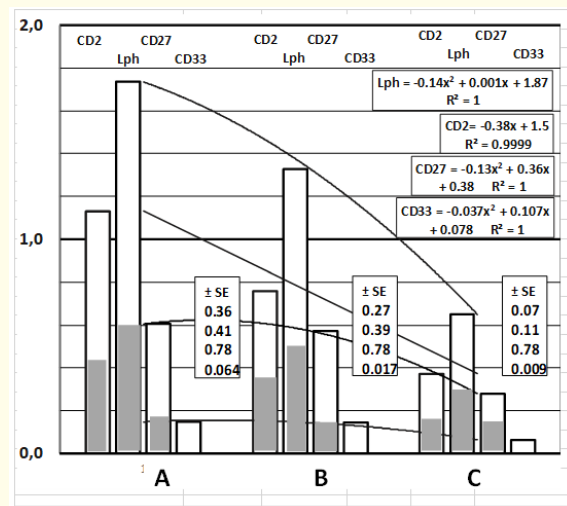 2,0
CD2 CD27
Lph CD33
CD2 CD27
Lph CD33
CD2 CD27
Lph CD33
Lph = -0.14x² + 0.001x + 1.87
R² = 1
CD2= -0.38x + 1.5
R² = 0.9999
CD27 = -0.13x² + 0.36x
+ 0.38 R² = 1
CD33 = -0.037x² + 0.107x
+ 0.078 R² = 1
1,0
± SE
0.36
0.41
0.78
0.064
± SE
0.27
0.39
0.78
0.017
± SE
0.07
0.11
0.78
0.009
0,0
1
A B C